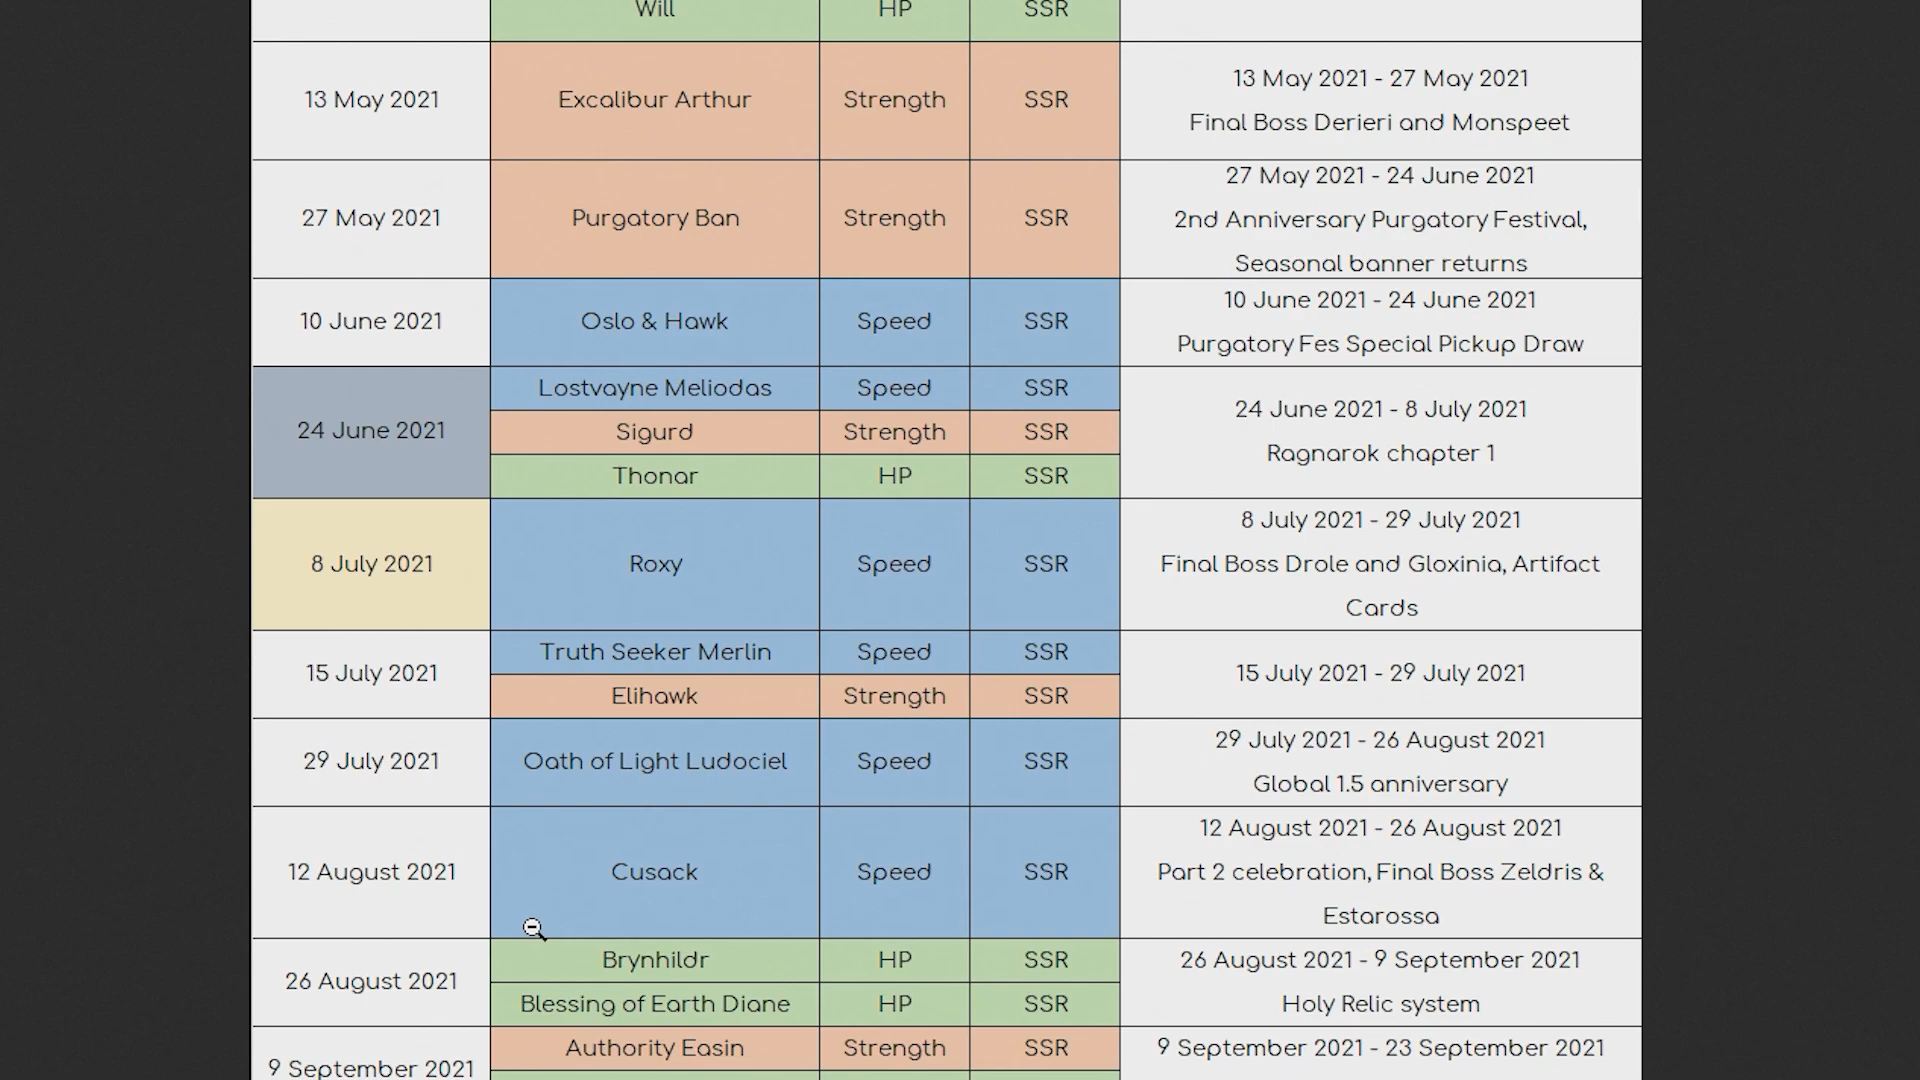 Will HP SSR
13 May 2021 Excalibur Arthur Strength SSR 13 May 2021 - 27 May 2021
Final Boss Derieri and Monspeet
27 May 2021 Purgatory Ban Strength SSR 27 May 2021 - 24 June 2021
2nd Anniversary Purgatory Festival,
Seasonal banner returns
10 June 2021 Oslo & Hawk Speed SSR 10 June 2021 - 24 June 2021
Purgatory Fes Special Pickup Draw
24 June 2021 Lostvayne Meliodas Speed SSR 24 June 2021 - 8 July 2021
Sigurd Strength SSR Ragnarok chapter 1
Thonar HP SSR
8 July 2021 Roxy Speed SSR 8 July 2021 - 29 July 2021
Final Boss Drole and Gloxinia, Artifact
Cards
15 July 2021 Truth Seeker Merlin Speed SSR 15 July 2021 - 29 July 2021
Elihawk Strength SSR
29 July 2021 Oath of Light Ludociel Speed SSR 29 July 2021 - 26 August 2021
Global 1.5 anniversary
12 August 2021 Cusack Speed SSR 12 August 2021 - 26 August 2021
Part 2 celebration, Final Boss Zeldris &
Estarossa
26 August 2021 Brynhildr HP SSR 26 August 2021 - 9 September 2021
Blessing of Earth Diane HP SSR Holy Relic system
9 September 2021 Authority Easin Strength SSR 9 September 2021 - 23 September 2021